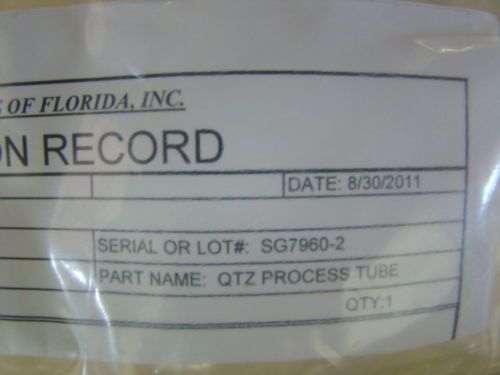 OF FLORIDA, INC.
ON RECORD
DATE: 8/30/2011
SERIAL OR LOT#: SG7960-2
PART NAME: QTZ PROCESS TUBE
QTY:1